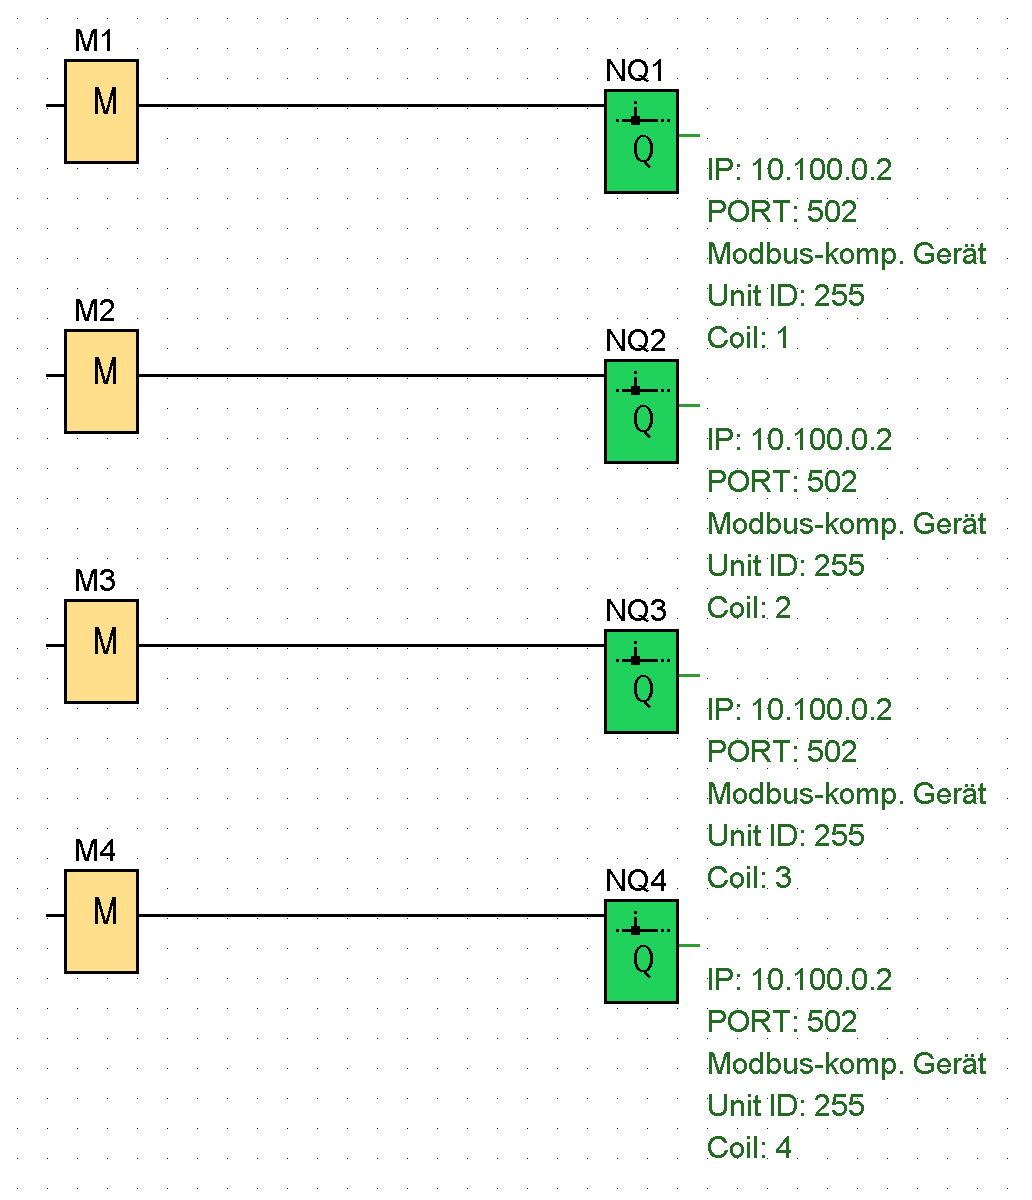 M1
M
NQ1
Q
IP: 10.100.0.2
PORT: 502
Modbus-komp. Gerät
Unit ID: 255
Coil: 1
M2
M
NQ2
Q
IP: 10.100.0.2
PORT: 502
Modbus-komp. Gerät
Unit ID: 255
Coil: 2
M3
M
NQ3
Q
IP: 10.100.0.2
PORT: 502
Modbus-komp. Gerät
Unit ID: 255
Coil: 3
M4
M
NQ4
Q
IP: 10.100.0.2
PORT: 502
Modbus-komp. Gerät
Unit ID: 255
Coil: 4